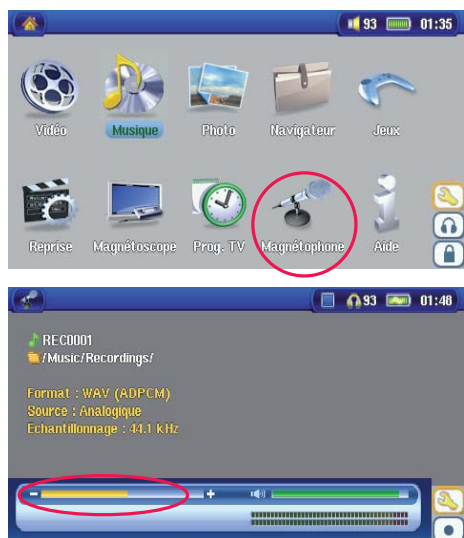 93 01:35
Vidéo Musique Photo Navigateur Jeux
Reprise Magnétoscope Prog. TV Magnétophone Aide
93 01:48
REC0001
/Music/Recordings/
Format : WAV (ADPCM)
Source : Analogique
Echantillonnage : 44.1 kHz
- +